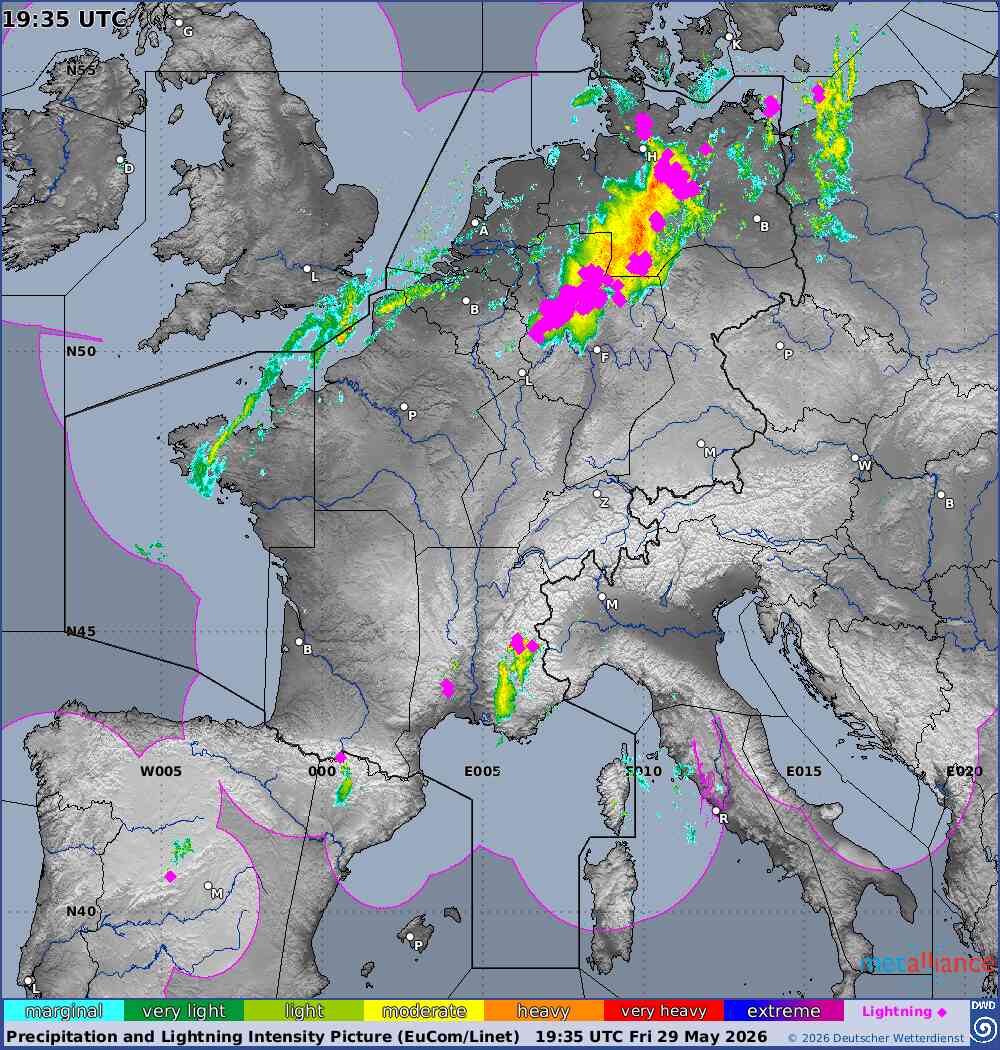 19:35 UTC
G
K
N55
D
H
A
B
L
B
N50
P
F
L
P
M
W
Z
B
M
N45
B
W005
000
E005
E010
E015
E020
R
M
N40
P
L
metalliance
marginal
very light
light
moderate
heavy
very heavy
extreme
Lightning
DWD
Precipitation and Lightning Intensity Picture (EuCom/Linet) 19:35 UTC Fri 29 May 2026 © 2026 Deutscher Wetterdienst